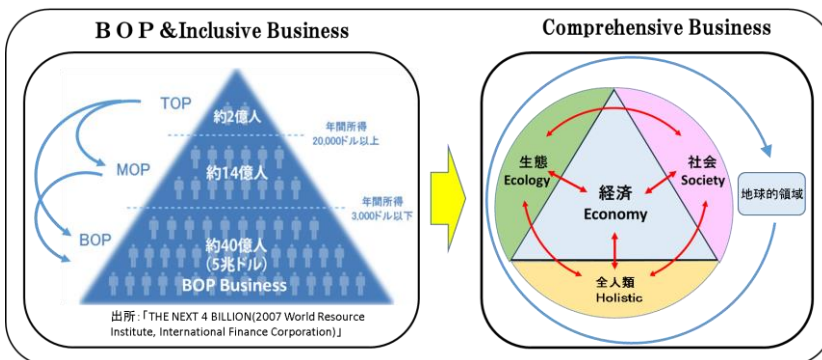 BOP&Inclusive Business
TOP
MOP
BOP
約2億人
年間所得
20,000ドル以上
約14億人
年間所得
3,000ドル以下
約40億人
(5兆ドル)
BOP Business
出所:「THE NEXT 4 BILLION(2007 World Resource
Institute, International Finance Corporation)」
Comprehensive Business
生態
Ecology
社会
Society
経済
Economy
全人類
Holistic
地球的領域